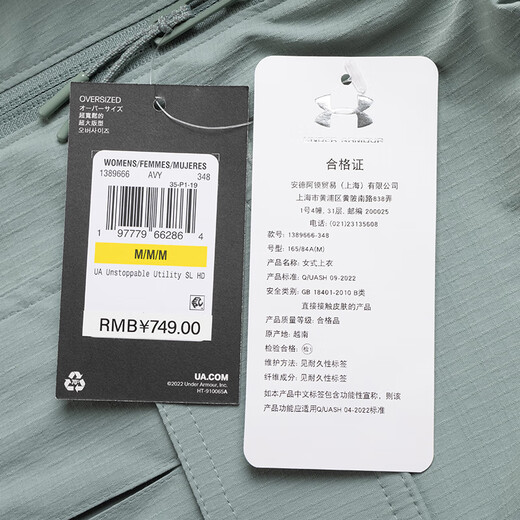 OVERSIZED
オーバーサイズ
超寬鬆的
超大版型
오버사이즈
WOMENS/FEMMES/MUJERES
1389666 AVY 348
35-P1-19
1 97779 66286 4
M/M/M
UA Unstoppable Utility SL HD
RMB¥749.00
UA.COM
©2022 Under Armour, Inc.
HT-910065A
UNDER ARMOUR
合格证
安德阿镆贸易（上海）有限公司
上海市黄浦区黄陂南路838弄
1号4幢, 31层, 邮编 200025
电话: (021)23135608
款号: 1389666-348
号型: 165/84A(M)
产品名称: 女式上衣
产品标准: Q/UASH 09-2022
安全类别: GB 18401-2010 B类
直接接触皮肤的产品
产品质量等级: 合格品
原产地: 越南
检验合格: 检1
维护方法: 见耐久性标签
纤维成分: 见耐久性标签
如本产品中文标签包含功能性宣称, 则该
产品功能应适用Q/UASH 04-2022标准